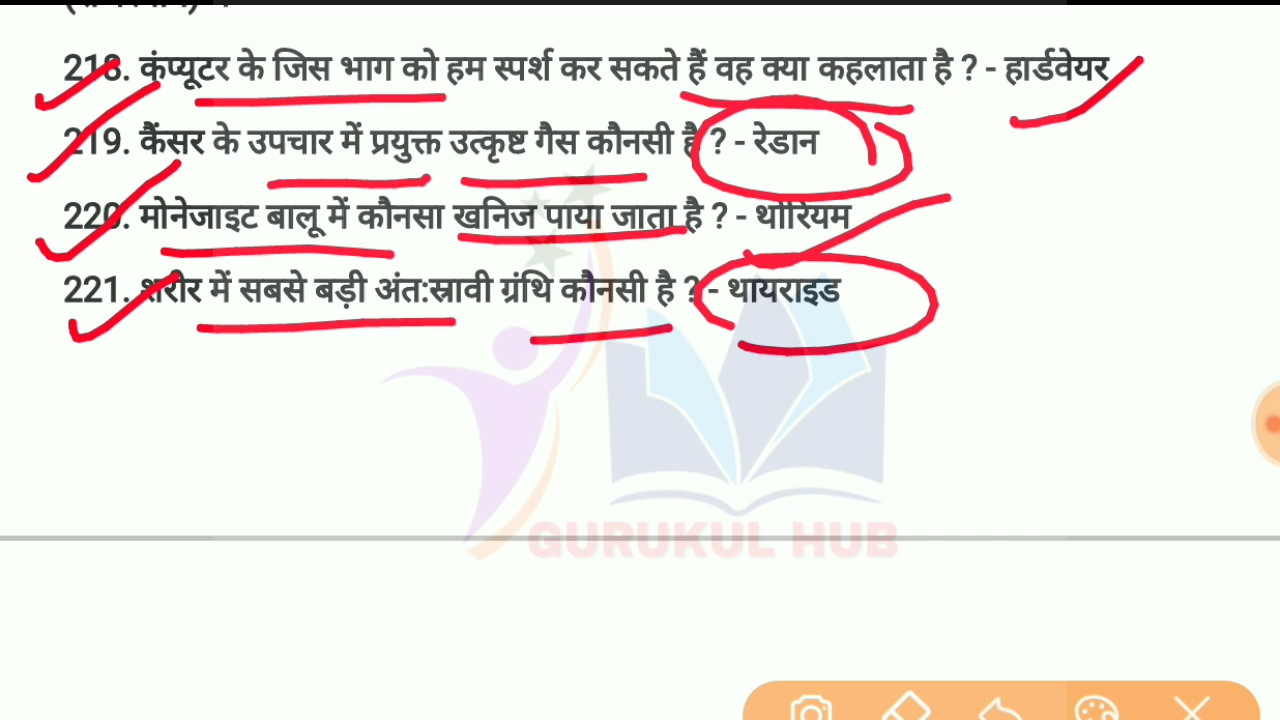 218. कंप्यूटर के जिस भाग को हम स्पर्श कर सकते हैं वह क्या कहलाता है ? - हार्डवेयर
219. कैंसर के उपचार में प्रयुक्त उत्कृष्ट गैस कौनसी है ? - रेडान
220. मोनेजाइट बालू में कौनसा खनिज पाया जाता है ? - थोरियम
221. शरीर में सबसे बड़ी अंत:स्रावी ग्रंथि कौनसी है ? - थायराइड
GURUKUL HUB